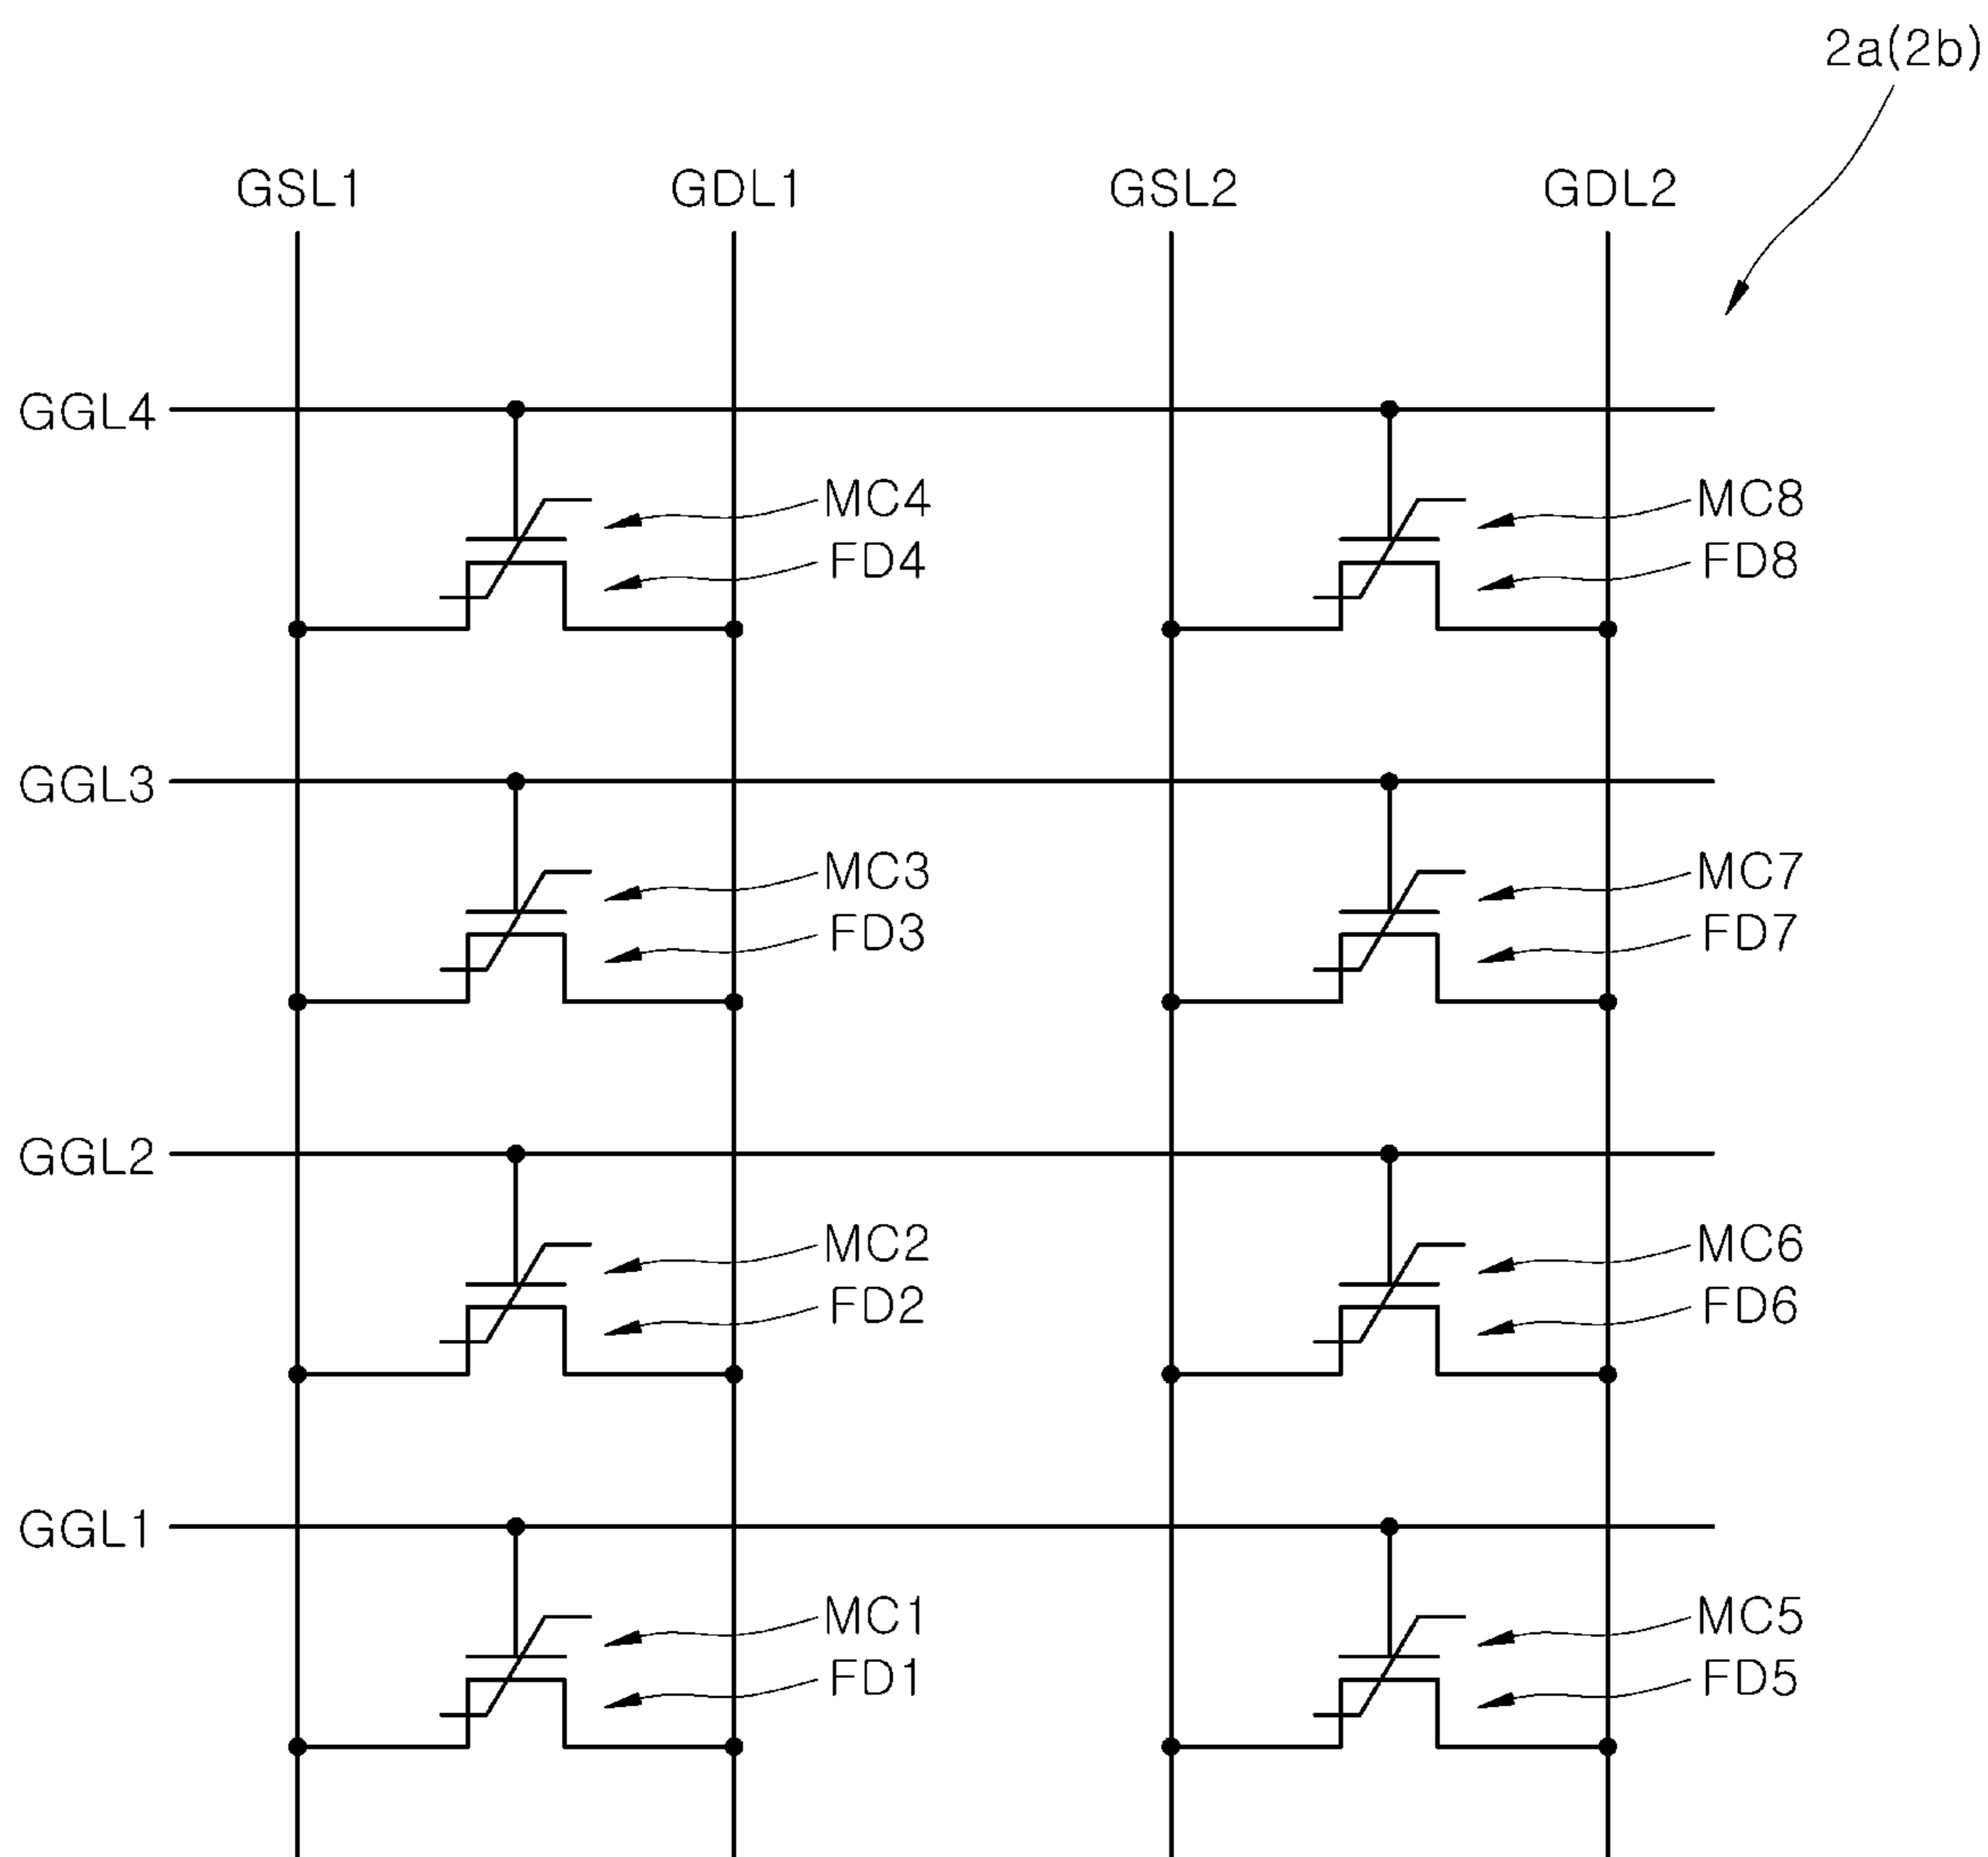 2a(2b)
GSL1 GDL1 GSL2 GDL2
GGL4
MC4 MC8
FD4 FD8
GGL3
MC3 MC7
FD3 FD7
GGL2
MC2 MC6
FD2 FD6
GGL1
MC1 MC5
FD1 FD5